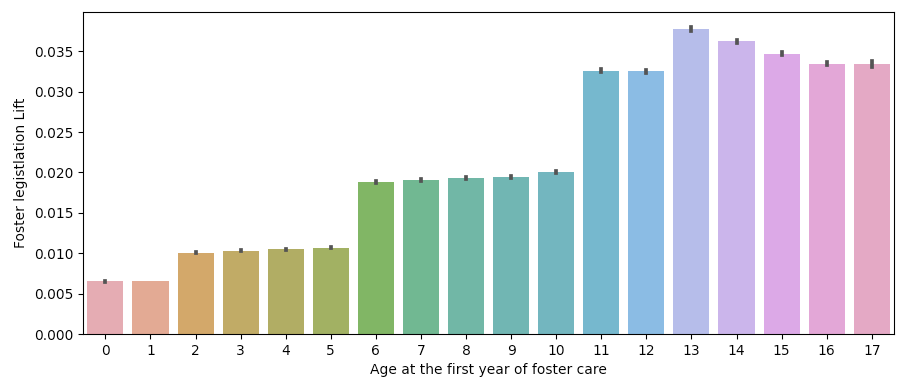 0.035
0.030
0.025
0.020
0.015
0.010
0.005
0.000
Foster legistlation Lift
0 1 2 3 4 5 6 7 8 9 10 11 12 13 14 15 16 17
Age at the first year of foster care